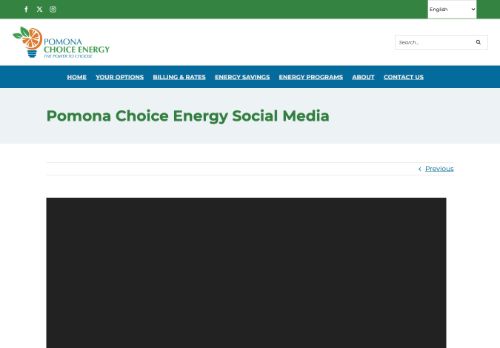 English
POMONA
CHOICE ENERGY
THE POWER TO CHOOSE
Search...
HOME YOUR OPTIONS BILLING & RATES ENERGY SAVINGS ENERGY PROGRAMS ABOUT CONTACT US
Pomona Choice Energy Social Media
Previous